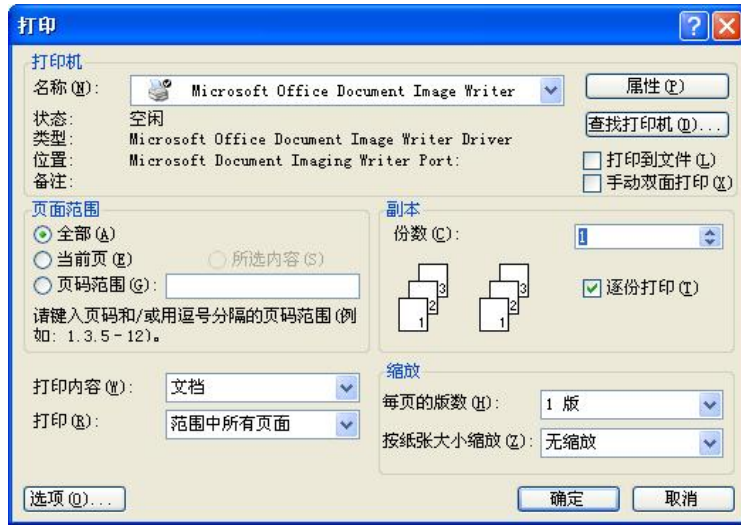 打印
打印机
名称(N): Microsoft Office Document Image Writer 属性(P)
状态: 空闲 查找打印机(D)...
类型: Microsoft Office Document Image Writer Driver
位置: Microsoft Document Imaging Writer Port: 打印到文件(L)
备注: 手动双面打印(X)
页面范围
全部(A)
当前页(E) 所选内容(S)
页码范围(G):
请键入页码和/或用逗号分隔的页码范围(例
如: 1.3.5-12)。
副本
份数(C): 1
3 3
2 2
1 1
逐份打印(T)
打印内容(W): 文档
打印(R): 范围中所有页面
缩放
每页的版数(H): 1 版
按纸张大小缩放(Z): 无缩放
选项(O)... 确定 取消